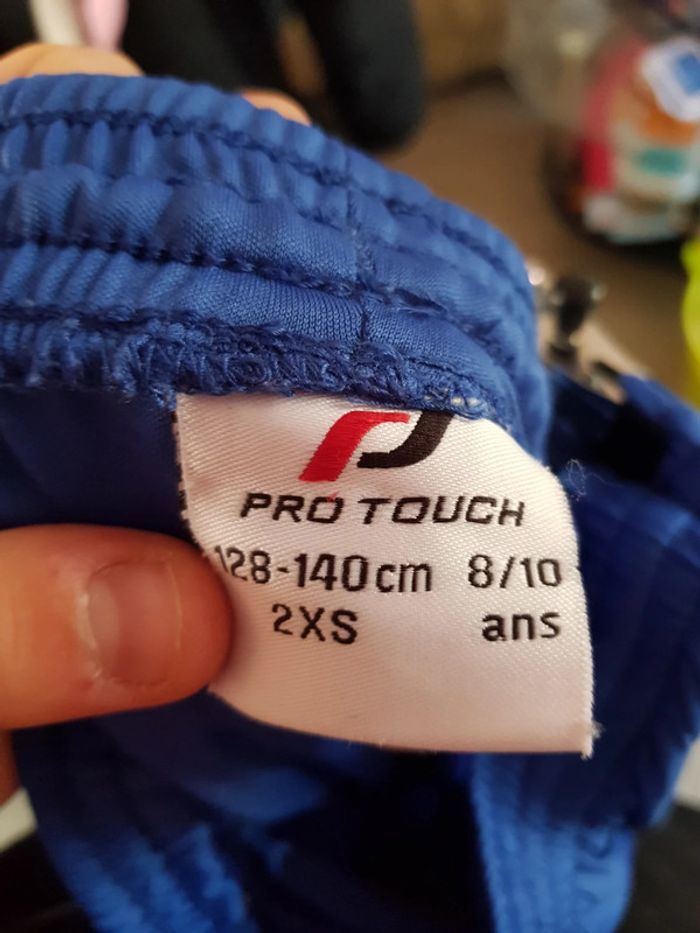 PRO TOUCH
128-140cm 8/10
2XS ans